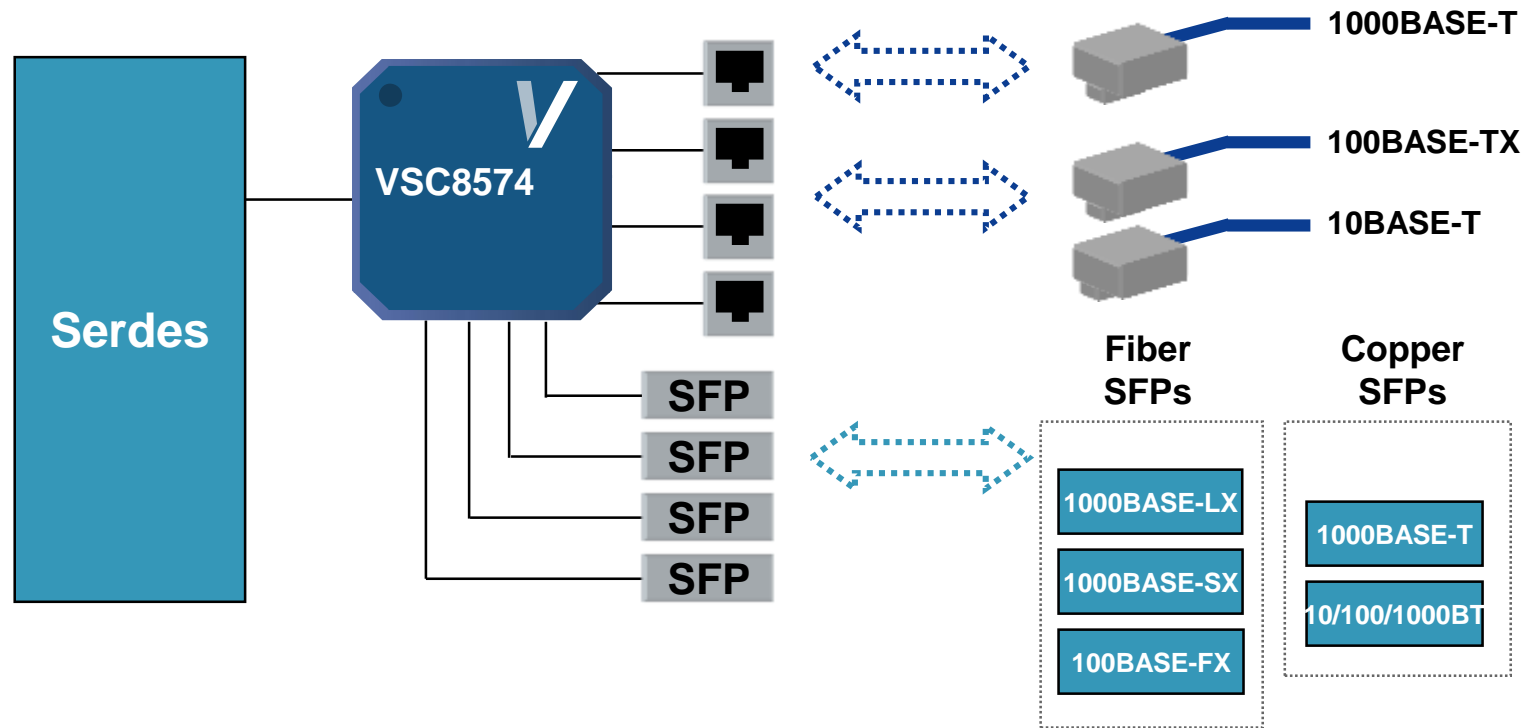 1000BASE-T
100BASE-TX
VSC8574
10BASE-T
Serdes
Fiber
SFPs
Copper
SFPs
SFP
SFP
SFP
SFP
1000BASE-LX
1000BASE-SX
100BASE-FX
1000BASE-T
10/100/1000BT